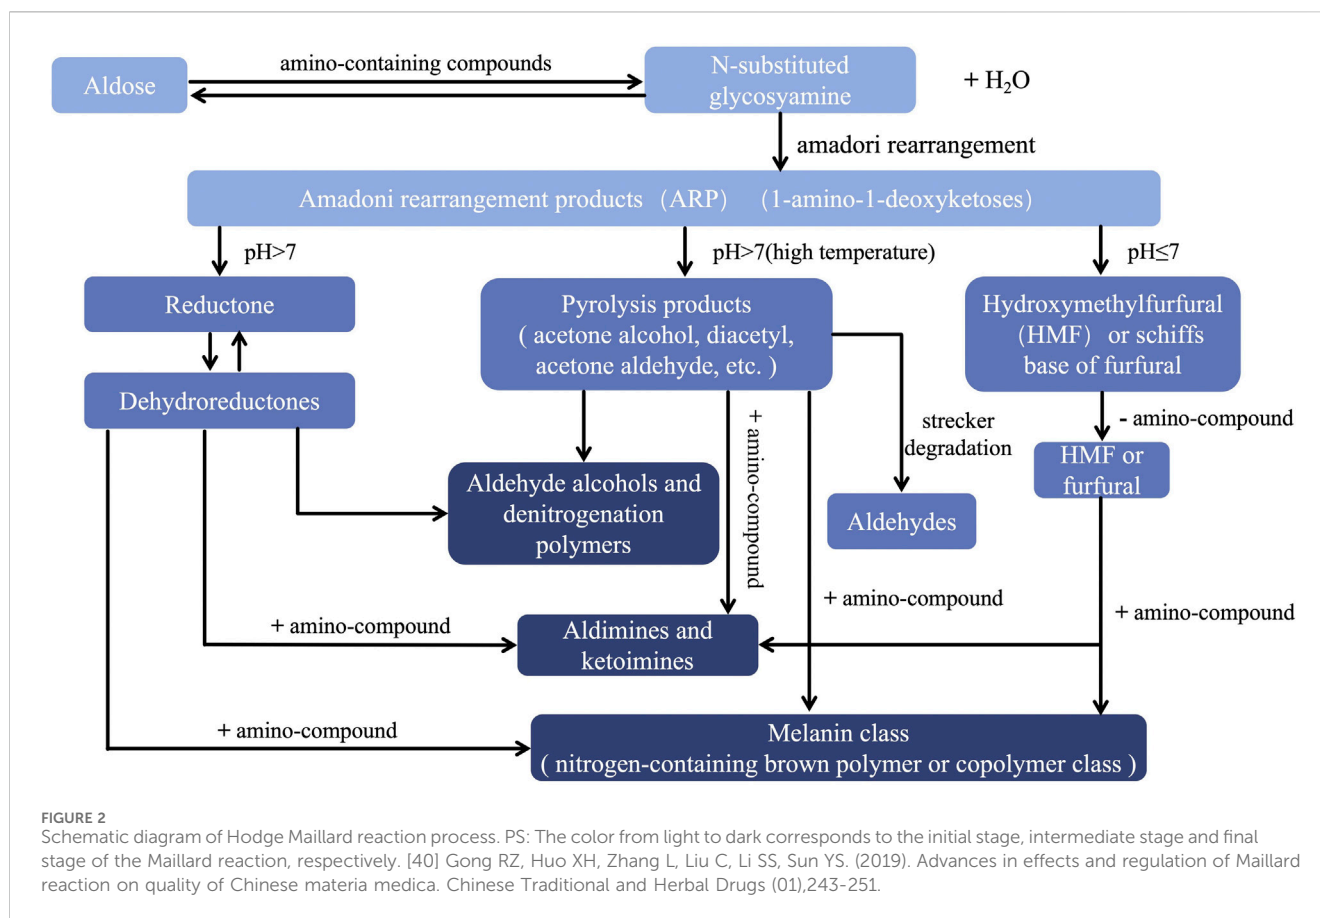 Aldose
amino-containing compounds
N-substituted
glycosyamine
+ H₂O
amadori rearrangement
Amadoni rearrangement products（ARP）（1-amino-1-deoxyketoses）
pH>7
pH>7(high temperature)
pH≤7
Reductone
Pyrolysis products
( acetone alcohol, diacetyl,
acetone aldehyde, etc. )
Hydroxymethylfurfural
（HMF）or schiffs
base of furfural
Dehydroreductones
- amino-compound
strecker
degradation
HMF or
furfural
+ amino-compound
Aldehyde alcohols and
denitrogenation
polymers
Aldehydes
+ amino-compound
+ amino-compound
+ amino-compound
Aldimines and
ketoimines
+ amino-compound
Melanin class
( nitrogen-containing brown polymer or copolymer class )
FIGURE 2
Schematic diagram of Hodge Maillard reaction process. PS: The color from light to dark corresponds to the initial stage, intermediate stage and final
stage of the Maillard reaction, respectively. [40] Gong RZ, Huo XH, Zhang L, Liu C, Li SS, Sun YS. (2019). Advances in effects and regulation of Maillard
reaction on quality of Chinese materia medica. Chinese Traditional and Herbal Drugs (01),243-251.